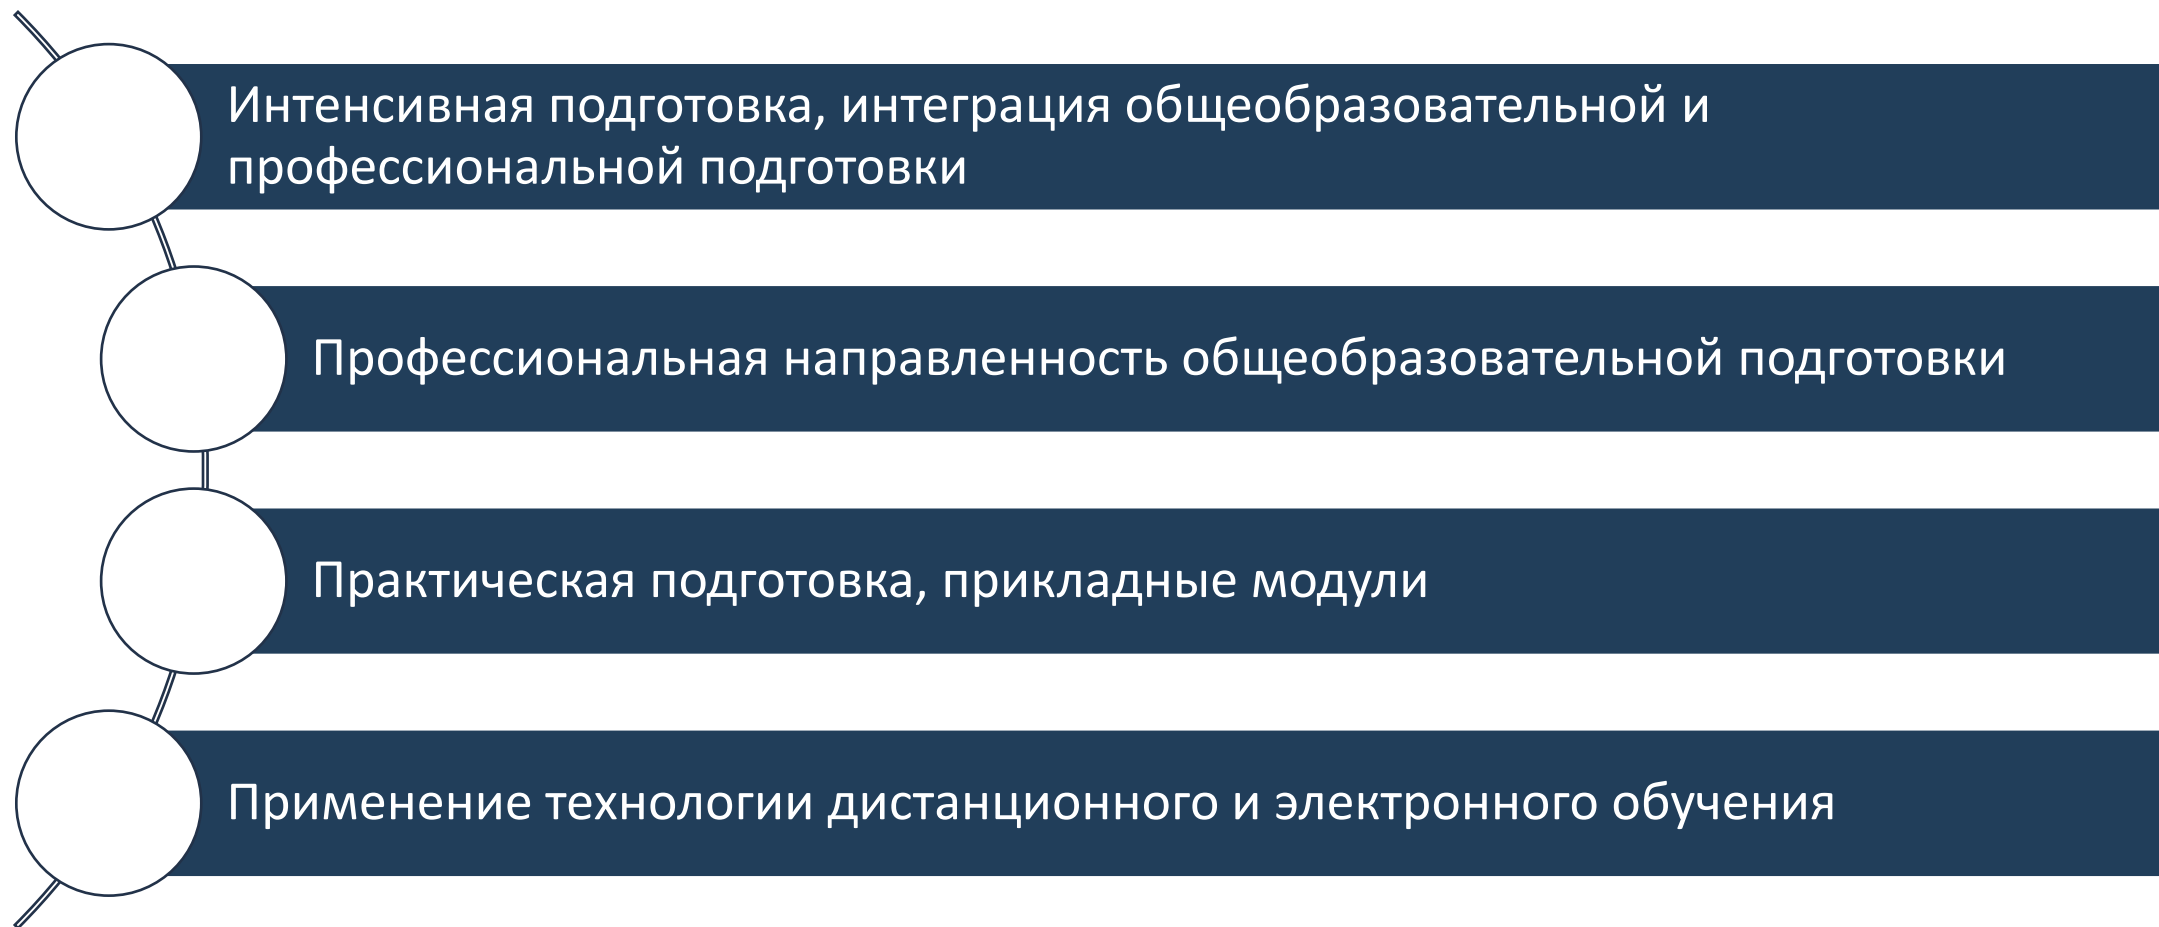 Интенсивная подготовка, интеграция общеобразовательной и
профессиональной подготовки
Профессиональная направленность общеобразовательной подготовки
Практическая подготовка, прикладные модули
Применение технологии дистанционного и электронного обучения